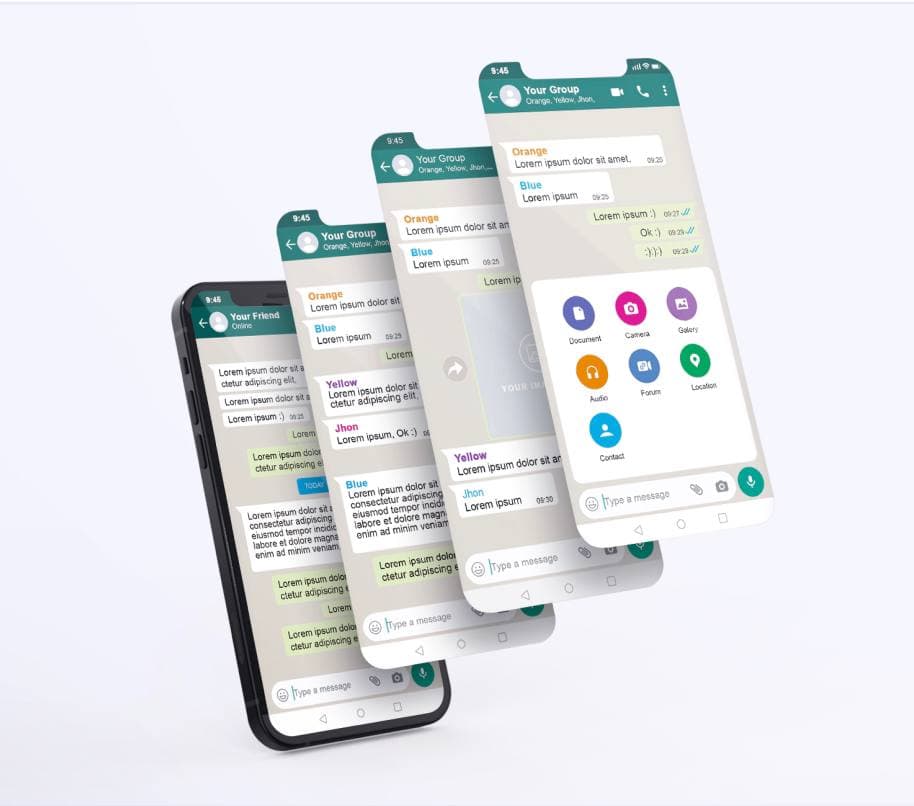 9:45
Your Friend
Online
Lorem ipsum dolor sit a
ctetur adipiscing elit,
Lorem ipsum dolor sit a
Lorem ipsum :) 09:25
Lorem
Lorem ipsum dolo
ctetur adipiscing e
TODAY
Lorem ipsum dolor sit a
consectetur adipiscing
eiusmod tempor incidid
labore et dolore magna
enim ad minim veniam
Lorem ipsum dolo
ctetur adipiscing e
Lorem
Lorem ipsum dolo
ctetur adipiscing e
Type a message
9:45
Your Group
Orange, Yellow, Jhon
Orange
Lorem ipsum dolor sit
Blue
Lorem ipsum 09:25
Lorem
Yellow
Lorem ipsum dolor sit
ctetur adipiscing elit,
Jhon
Lorem ipsum, Ok :)
Blue
Lorem ipsum dolor sit
consectetur adipiscing
eiusmod tempor incidi
labore et dolore magn
enim ad minim veniam
Lorem ipsum dolo
ctetur adipiscing e
Type a message
9:45
Your Group
Orange, Yellow, Jhon,...
Orange
Lorem ipsum dolor sit am
Blue
Lorem ipsum 09:25
Lorem ip
YOUR IM
Yellow
Lorem ipsum dolor sit ar
Jhon
Lorem ipsum 09:30
Type a message
9:45
Your Group
Orange, Yellow, Jhon,
Orange
Lorem ipsum dolor sit amet, 09:25
Blue
Lorem ipsum 09:25
Lorem ipsum :) 09:27
Ok :) 09:29
:):):) 09:29
Document Camera Galery
Audio Forum Location
Contact
Type a message